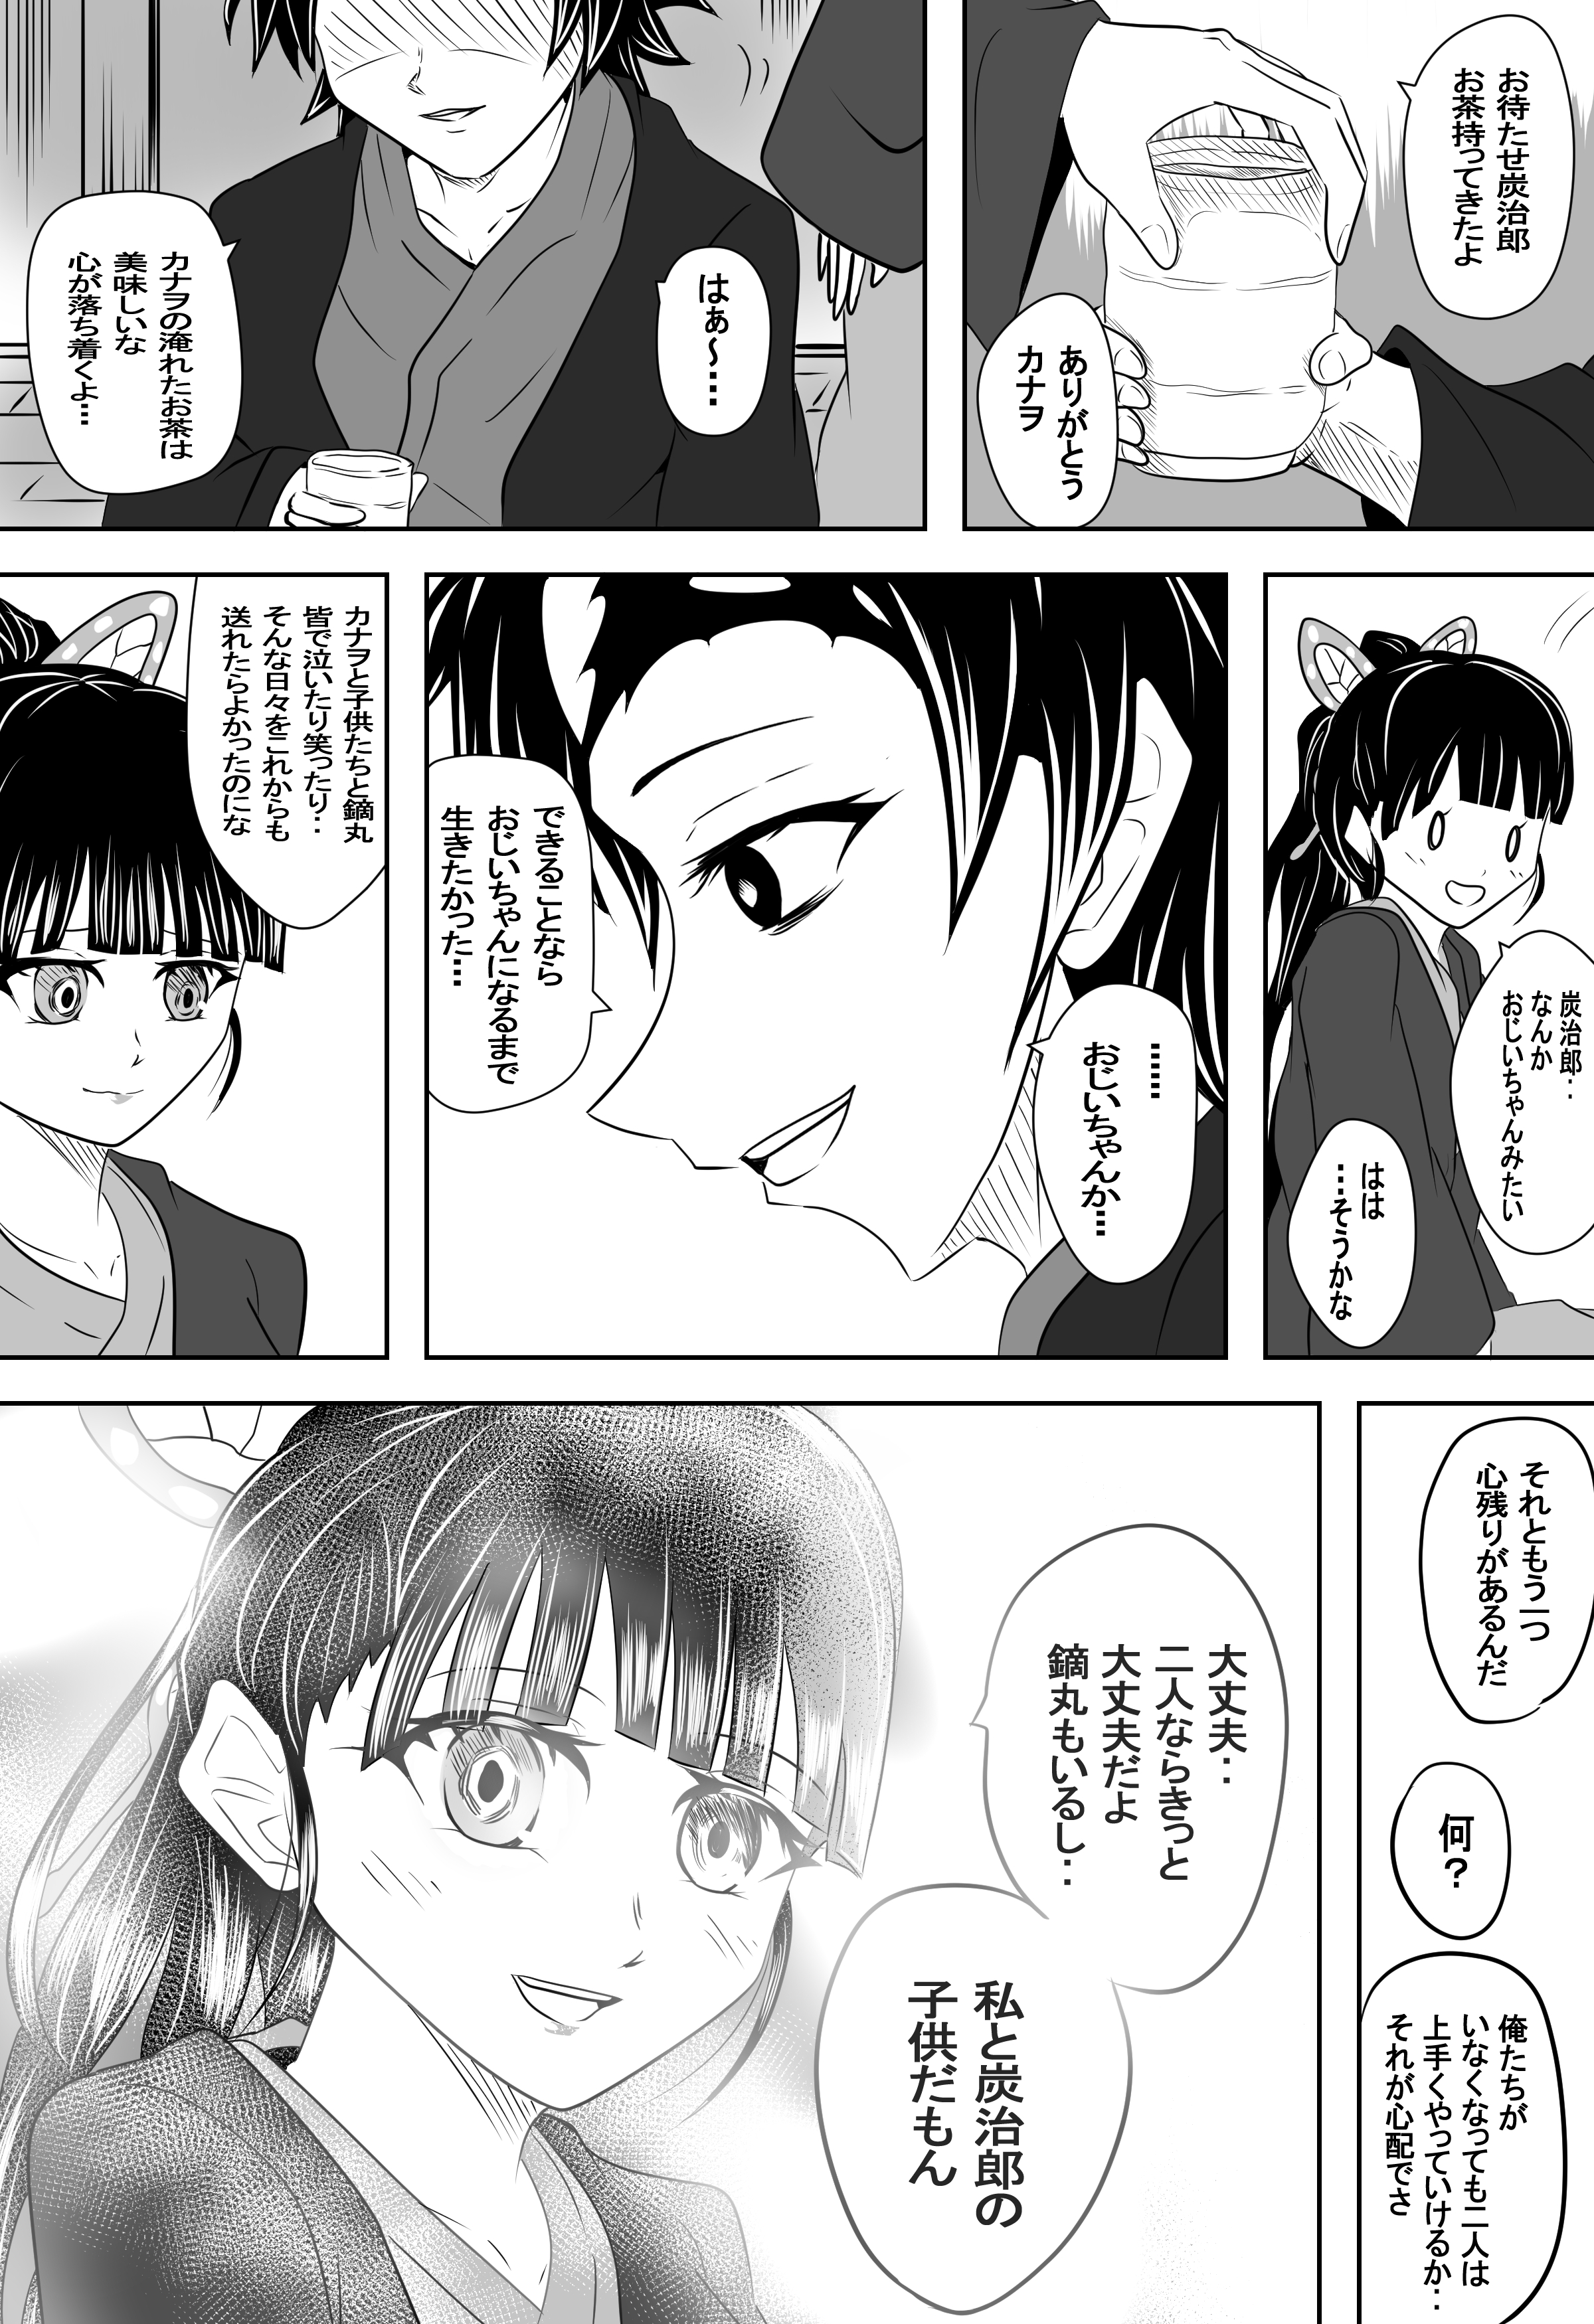 お待たせ炭治郎
お茶持ってきたよ
ありがとう
カナヲ
はぁ～…
カナヲの淹れたお茶は
美味しいな
心が落ち着くよ…
炭治郎‥
なんか
おじいちゃんみたい
はは
…そうかな
……
おじいちゃんか…
できることなら
おじいちゃんになるまで
生きたかった…
カナヲと子供たちと鏑丸
皆で泣いたり笑ったり‥
そんな日々をこれからも
送れたらよかったのにな
それともう一つ
心残りがあるんだ
何？
俺たちが
いなくなっても二人は
上手くやっていけるか‥
それが心配でさ
大丈夫‥
二人ならきっと
大丈夫だよ
鏑丸もいるし‥
私と炭治郎の
子供だもん